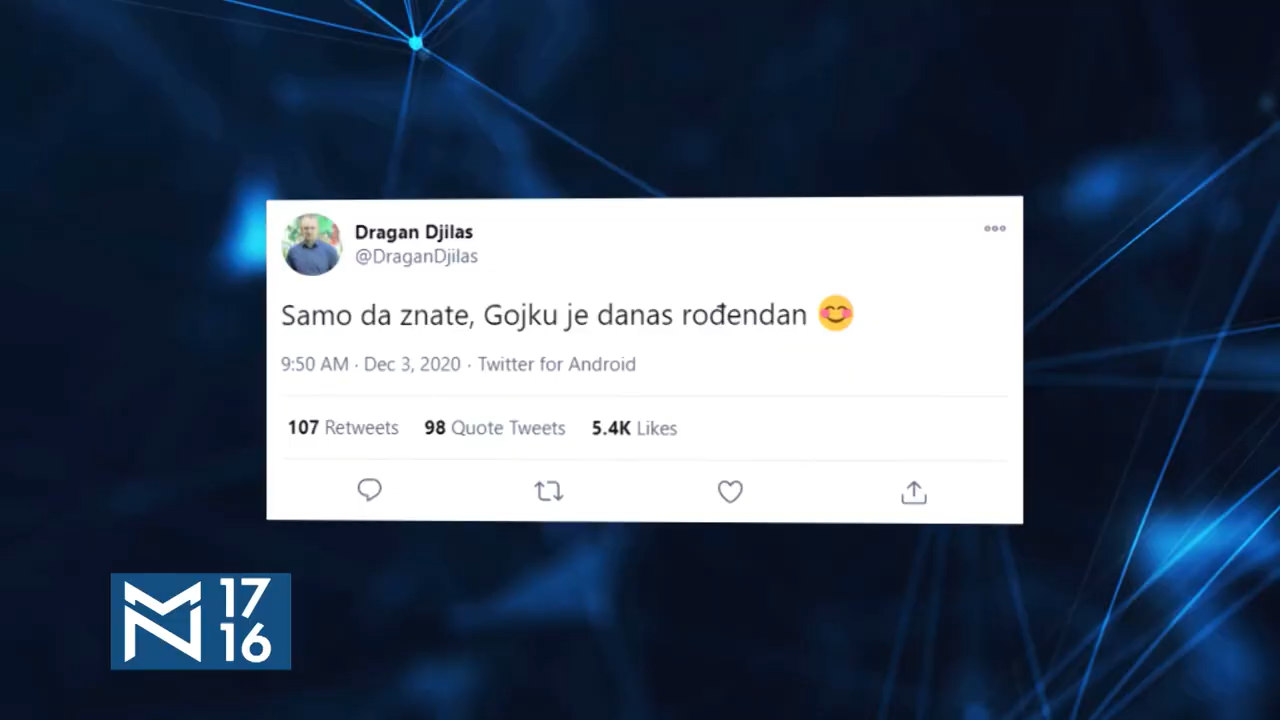 Dragan Djilas
@DraganDjilas
Samo da znate, Gojku je danas rođendan 😊
9:50 AM · Dec 3, 2020 · Twitter for Android
107 Retweets 98 Quote Tweets 5.4K Likes
17
16